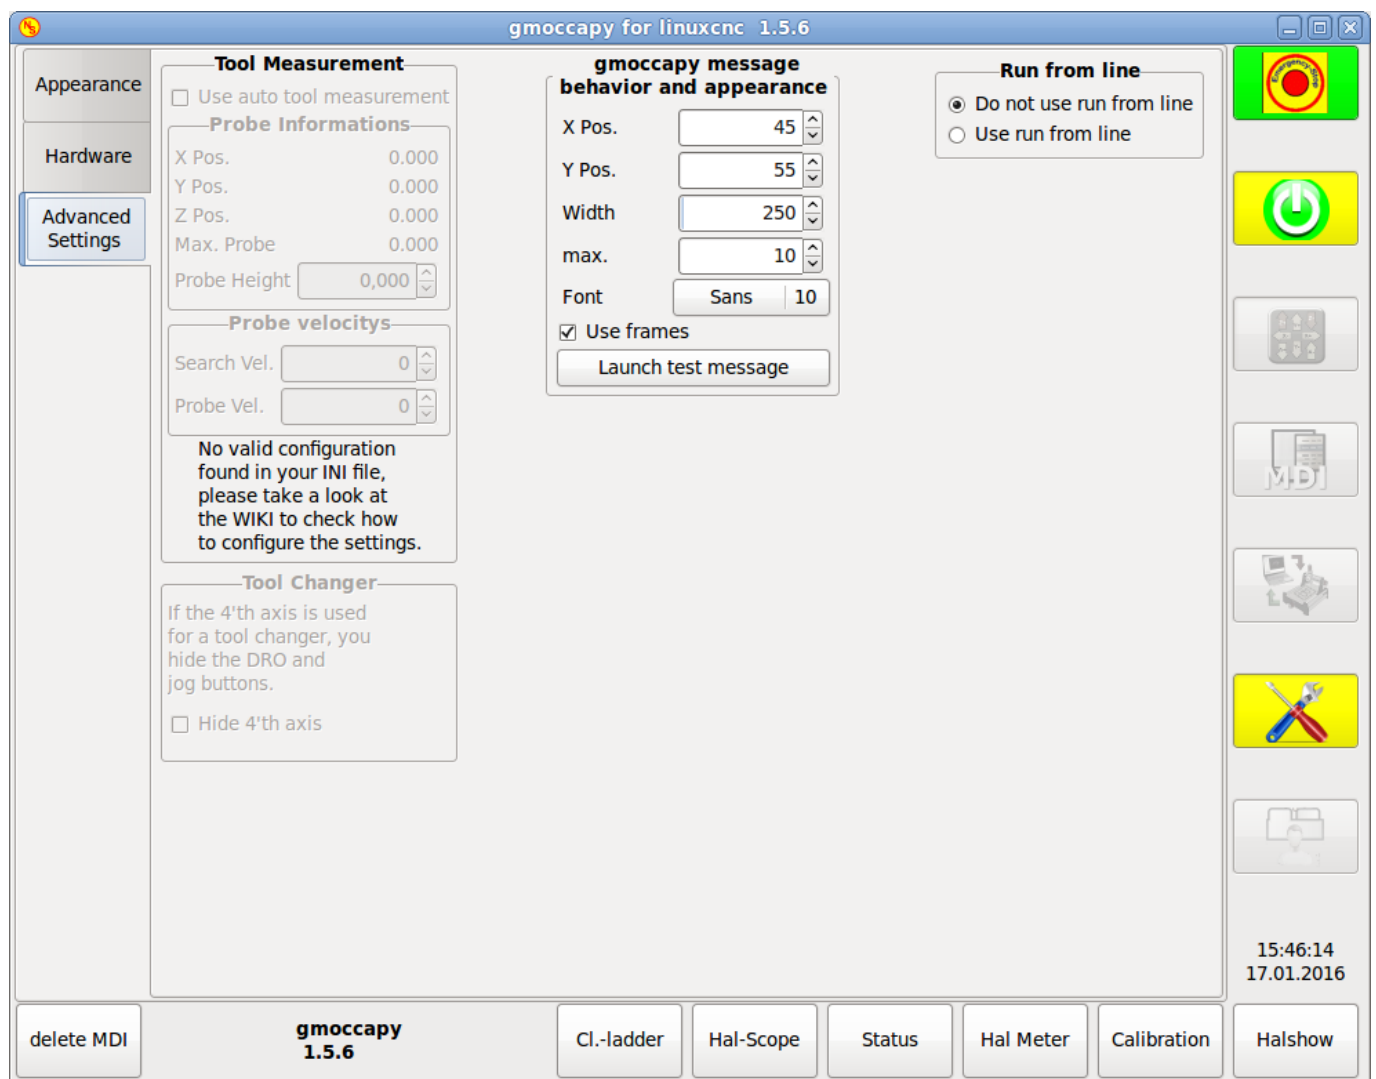 gmoccapy for linuxcnc 1.5.6
Appearance
Hardware
Advanced
Settings
Tool Measurement
Use auto tool measurement
Probe Informations
X Pos. 0.000
Y Pos. 0.000
Z Pos. 0.000
Max. Probe 0.000
Probe Height 0,000
Probe velocitys
Search Vel. 0
Probe Vel. 0
No valid configuration
found in your INI file,
please take a look at
the WIKI to check how
to configure the settings.
Tool Changer
If the 4'th axis is used
for a tool changer, you
hide the DRO and
jog buttons.
Hide 4'th axis
gmoccapy message
behavior and appearance
X Pos. 45
Y Pos. 55
Width 250
max. 10
Font Sans 10
Use frames
Launch test message
Run from line
Do not use run from line
Use run from line
Emergency-Stop
MDI
15:46:14
17.01.2016
delete MDI
gmoccapy
1.5.6
Cl.-ladder
Hal-Scope
Status
Hal Meter
Calibration
Halshow